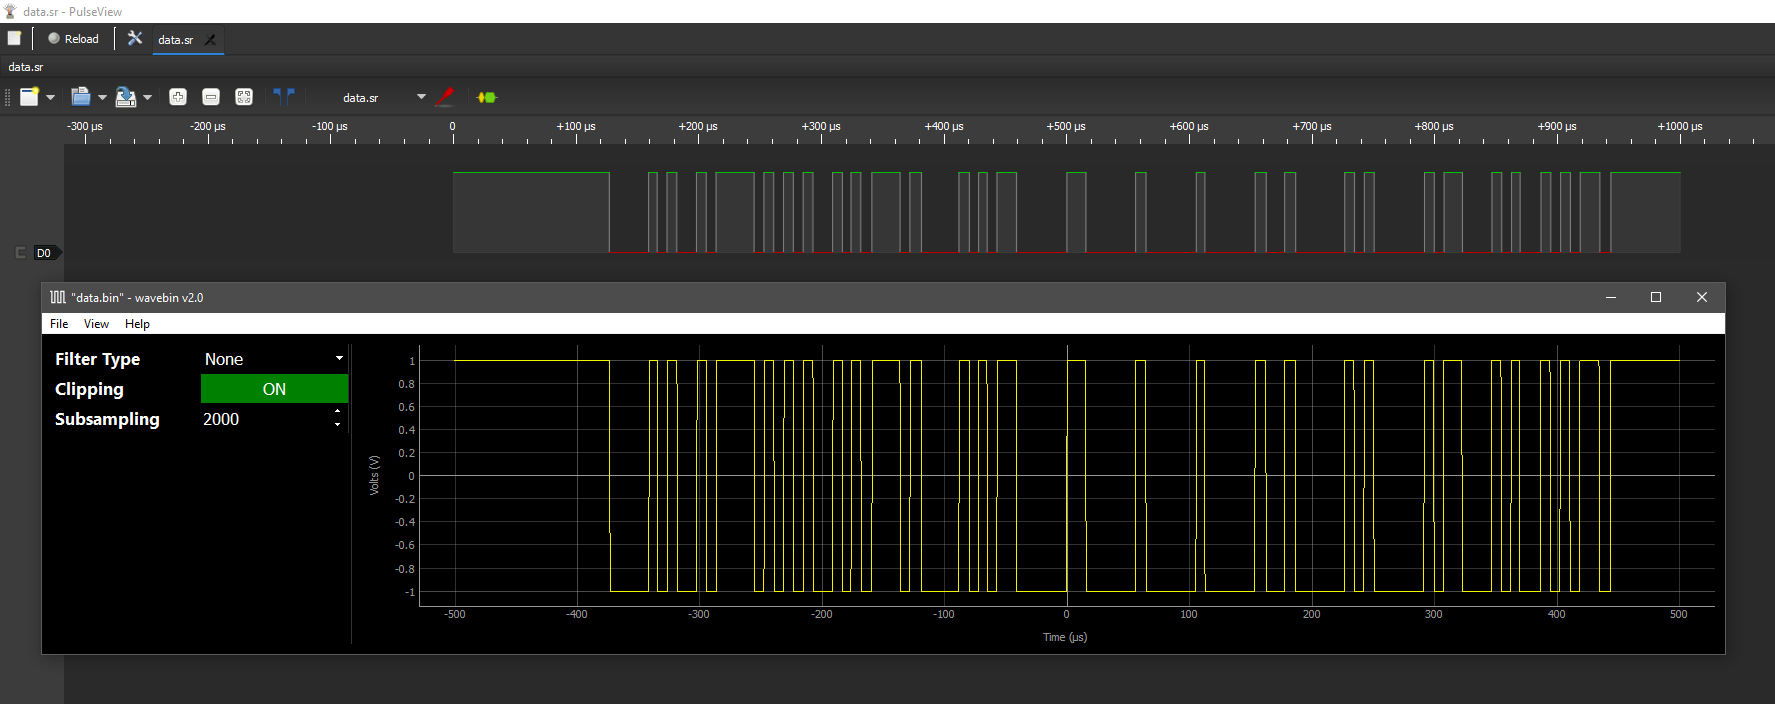 data.sr - PulseView
Reload
data.sr
data.sr
data.sr
-300 µs -200 µs -100 µs 0 +100 µs +200 µs +300 µs +400 µs +500 µs +600 µs +700 µs +800 µs +900 µs +1000 µs
D0
"data.bin" - wavebin v2.0
File View Help
Filter Type None
Clipping ON
Subsampling 2000
Volts (V)
1
0.8
0.6
0.4
0.2
0
-0.2
-0.4
-0.6
-0.8
-1
-500 -400 -300 -200 -100 0 100 200 300 400 500
Time (µs)